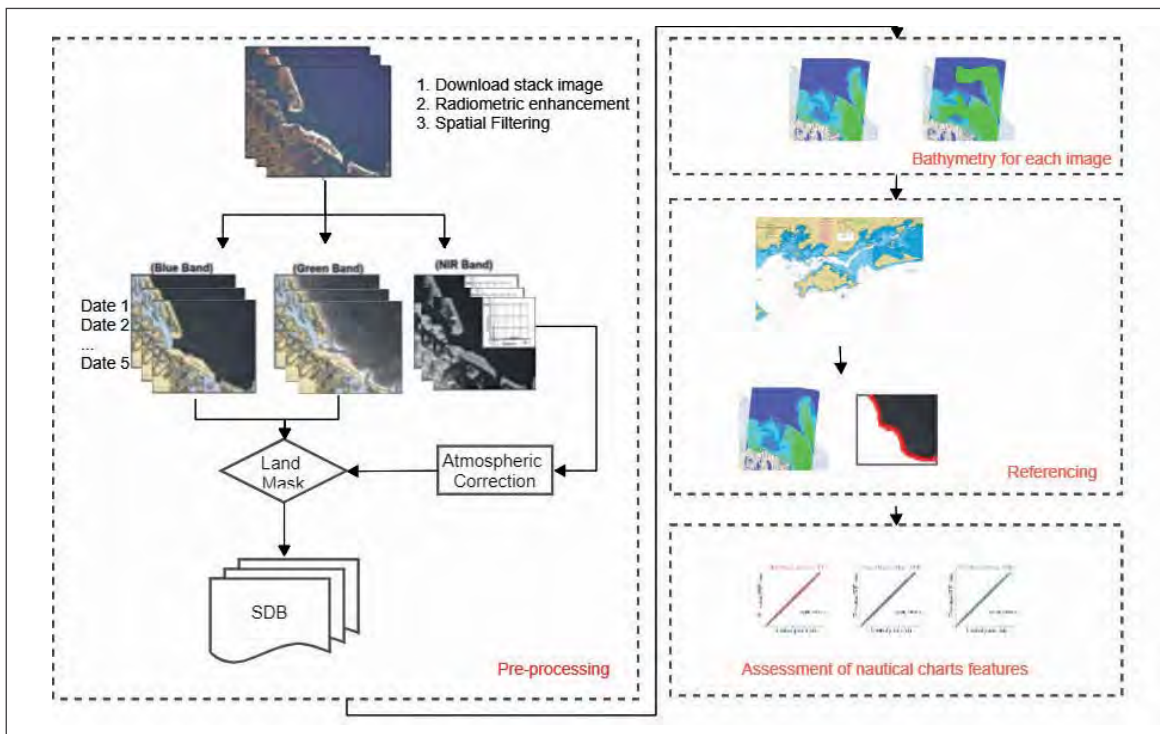 1. Download stack image
2. Radiometric enhancement
3. Spatial Filtering
(Blue Band)
(Green Band)
(NIR Band)
Date 1
Date 2
...
Date 5
Land
Mask
Atmospheric
Correction
SDB
Pre-processing
Bathymetry for each image
Referencing
Assessment of nautical charts features